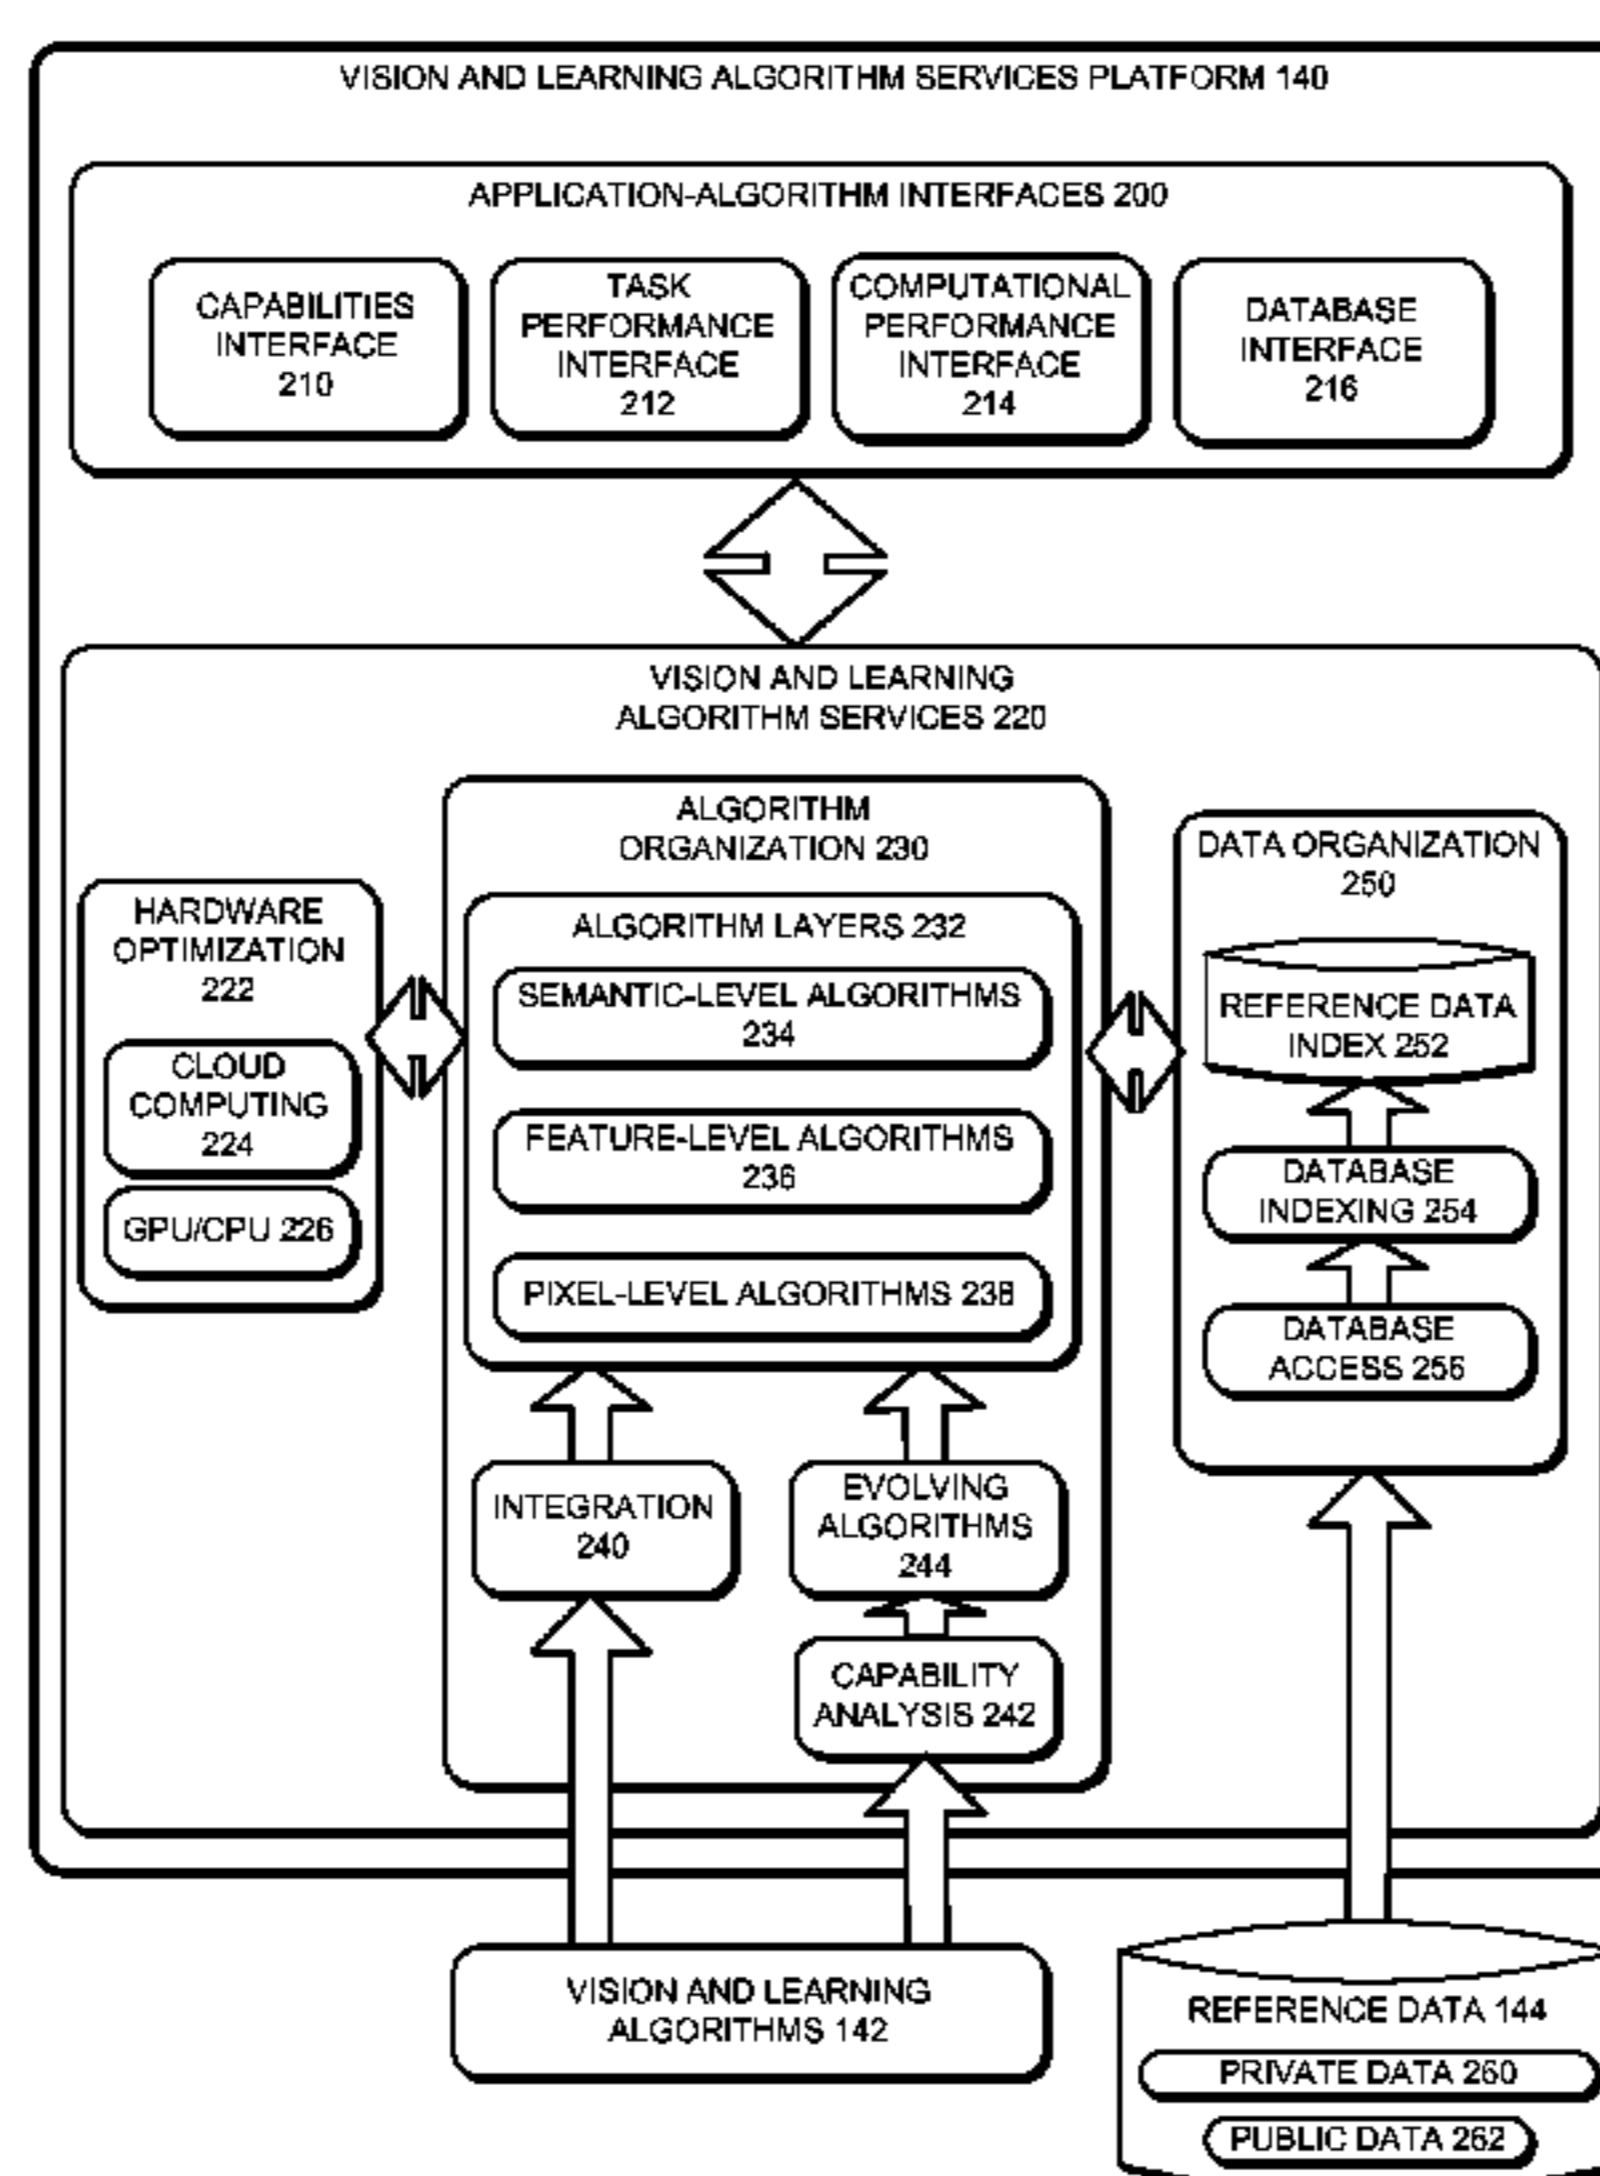 VISION AND LEARNING ALGORITHM SERVICES PLATFORM 140
APPLICATION-ALGORITHM INTERFACES 200
CAPABILITIES
INTERFACE
210
TASK
PERFORMANCE
INTERFACE
212
COMPUTATIONAL
PERFORMANCE
INTERFACE
214
DATABASE
INTERFACE
216
VISION AND LEARNING
ALGORITHM SERVICES 220
HARDWARE
OPTIMIZATION
222
CLOUD
COMPUTING
224
GPU/CPU 226
ALGORITHM
ORGANIZATION 230
ALGORITHM LAYERS 232
SEMANTIC-LEVEL ALGORITHMS
234
FEATURE-LEVEL ALGORITHMS
236
PIXEL-LEVEL ALGORITHMS 238
INTEGRATION
240
EVOLVING
ALGORITHMS
244
CAPABILITY
ANALYSIS 242
DATA ORGANIZATION
250
REFERENCE DATA
INDEX 252
DATABASE
INDEXING 254
DATABASE
ACCESS 256
VISION AND LEARNING
ALGORITHMS 142
REFERENCE DATA 144
PRIVATE DATA 260
PUBLIC DATA 262